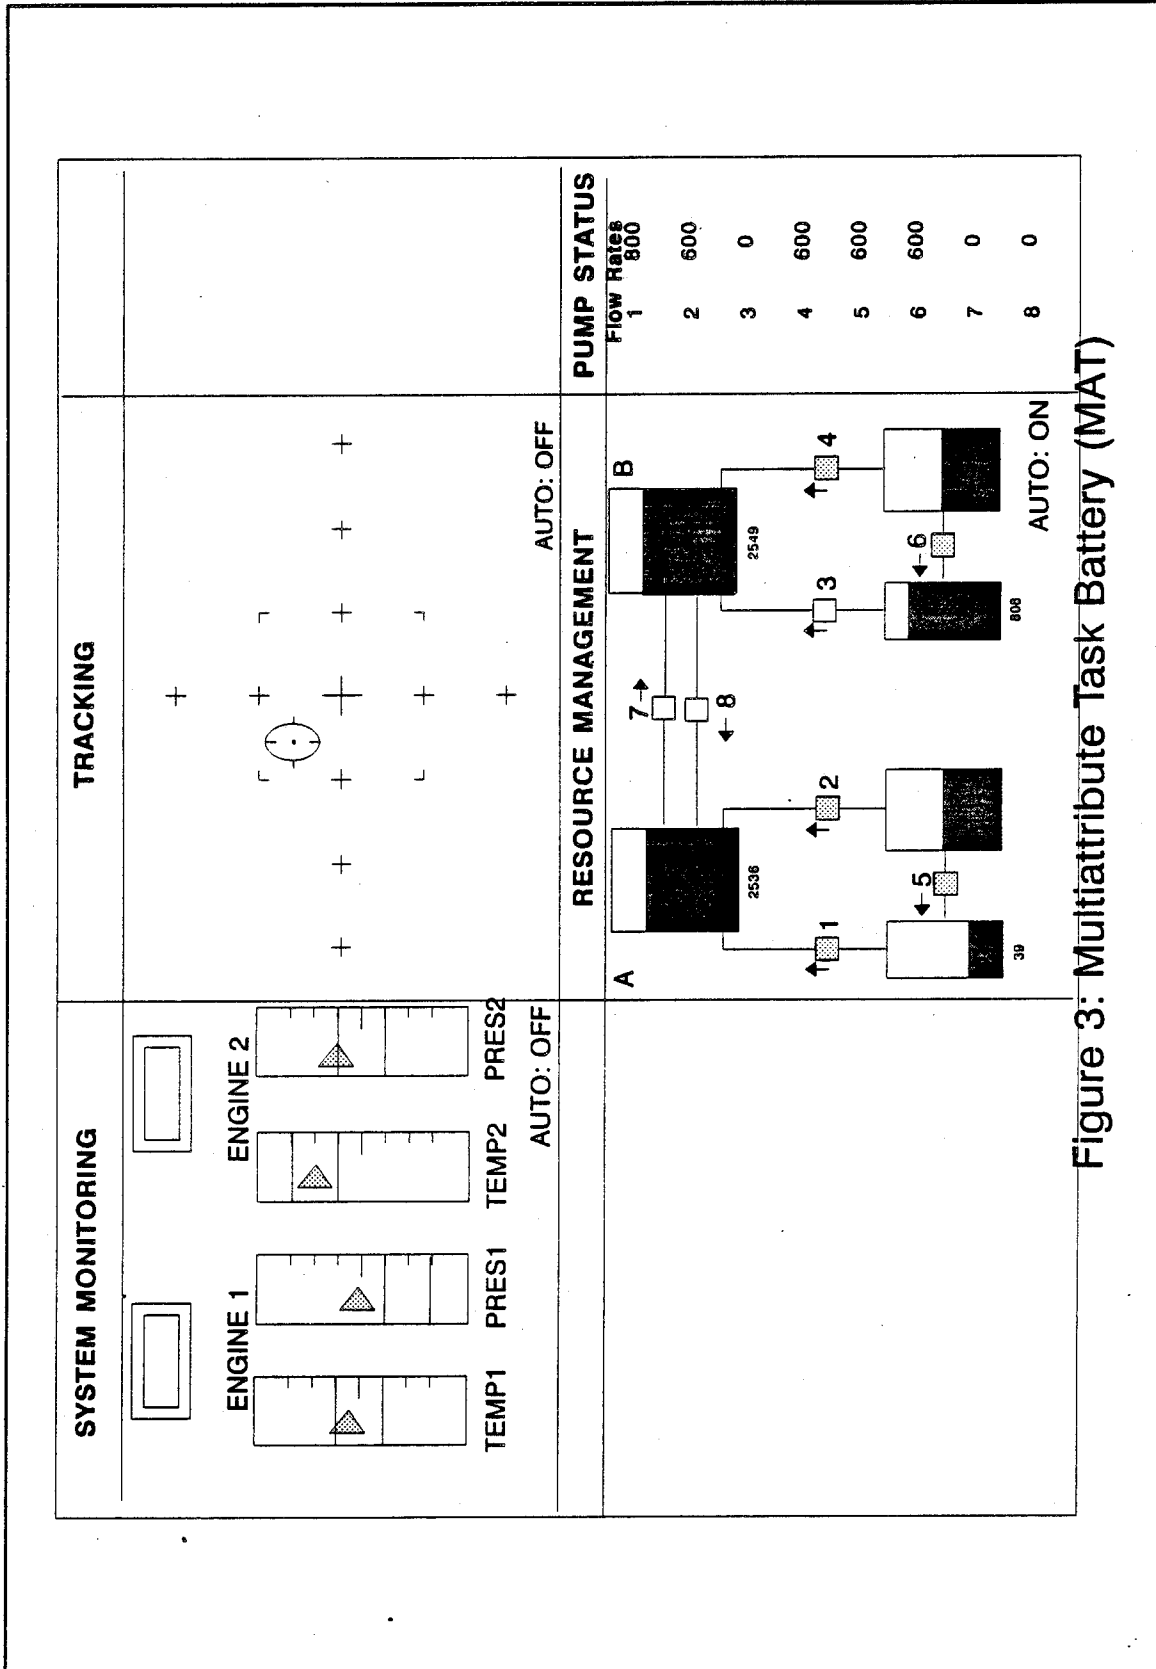 SYSTEM MONITORING
ENGINE 1
ENGINE 2
TEMP1
PRES1
TEMP2
PRES2
AUTO: OFF
TRACKING
AUTO: OFF
RESOURCE MANAGEMENT
A
B
7
8
2536
2549
1
2
3
4
5
6
39
808
AUTO: ON
PUMP STATUS
Flow Rates
1 800
2 600
3 0
4 600
5 600
6 600
7 0
8 0
Figure 3: Multiattribute Task Battery (MAT)